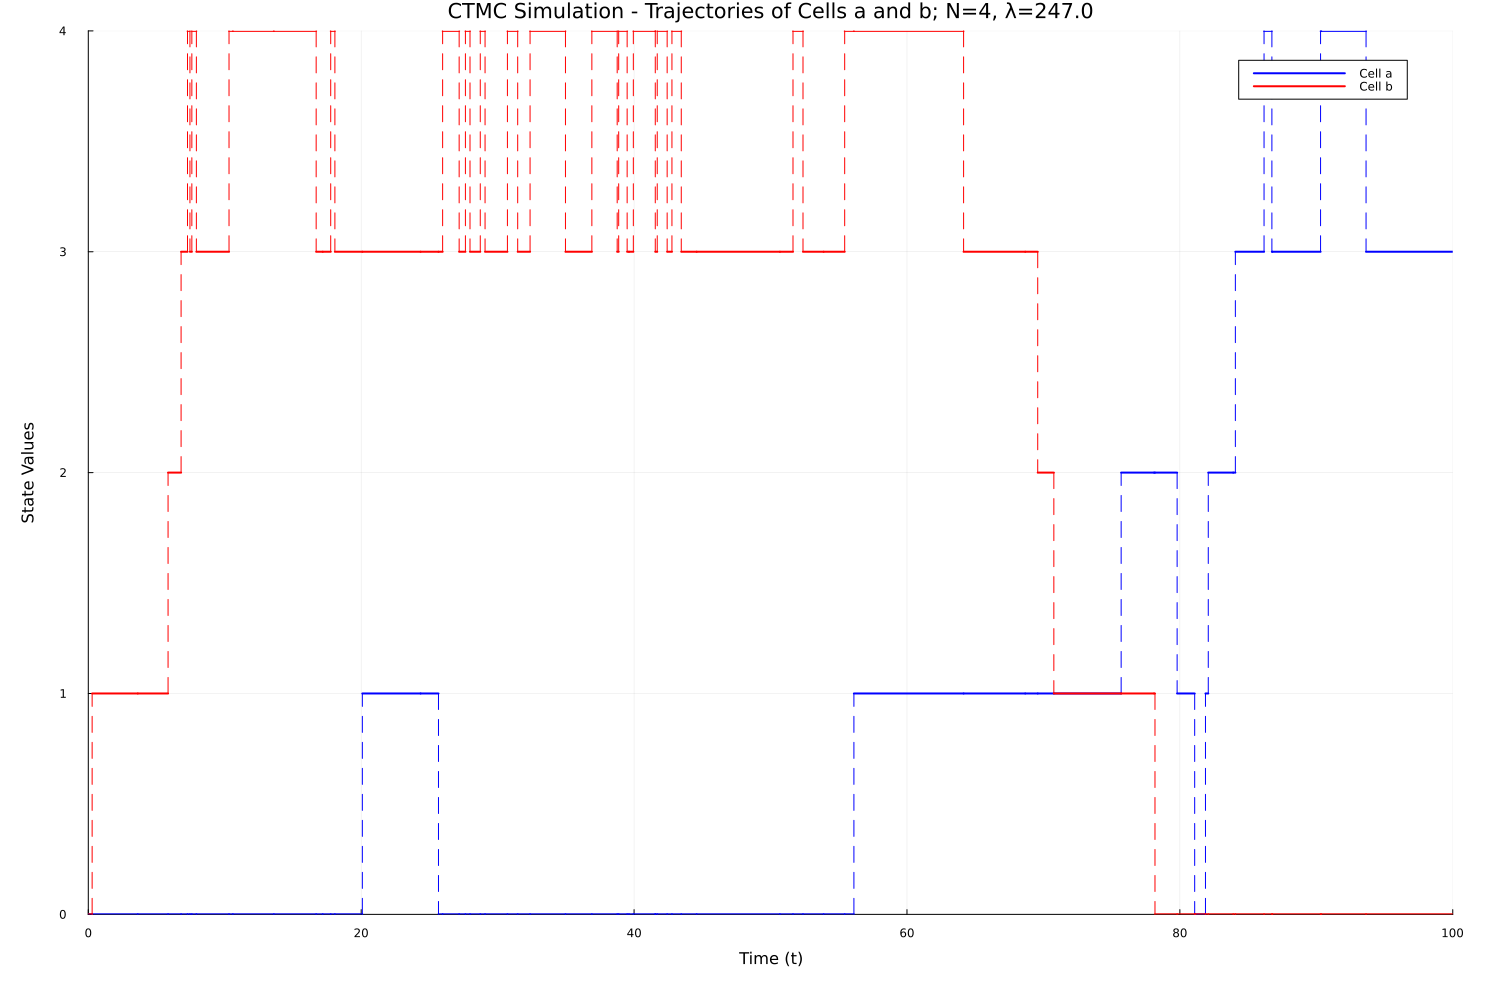 CTMC Simulation - Trajectories of Cells a and b; N=4, λ=247.0
4
Cell a
Cell b
3
State Values
2
1
0
0 20 40 60 80 100
Time (t)